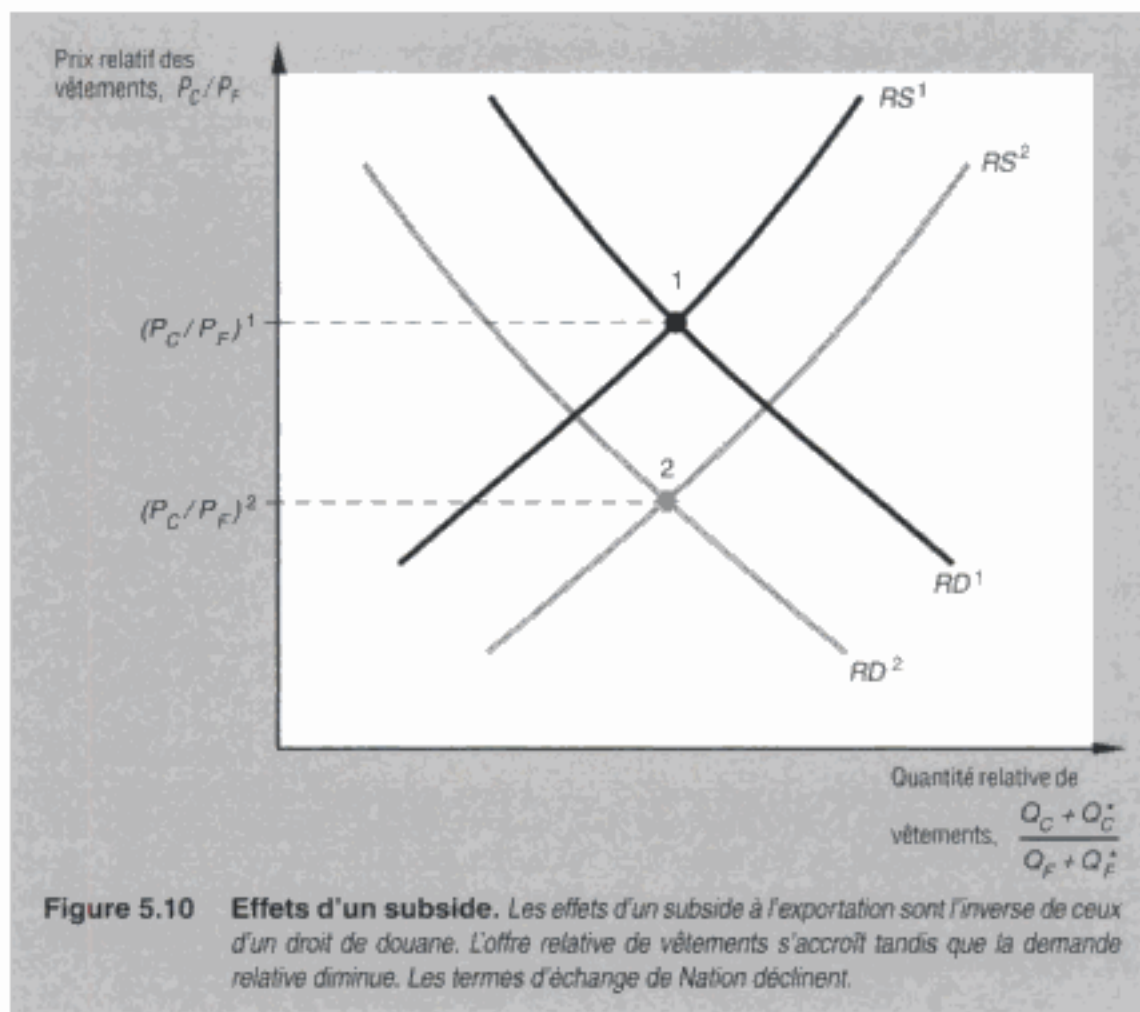 Prix relatif des
vêtements, P_C / P_F
RS ¹
RS ²
1
(P_C / P_F) ¹
2
(P_C / P_F) ²
RD ¹
RD ²
Quantité relative de
vêtements, Q_C + Q_C^* / Q_F + Q_F^*
Figure 5.10 Effets d'un subside. Les effets d'un subside à l'exportation sont l'inverse de ceux
d'un droit de douane. L'offre relative de vêtements s'accroît tandis que la demande
relative diminue. Les termes d'échange de Nation déclinent.